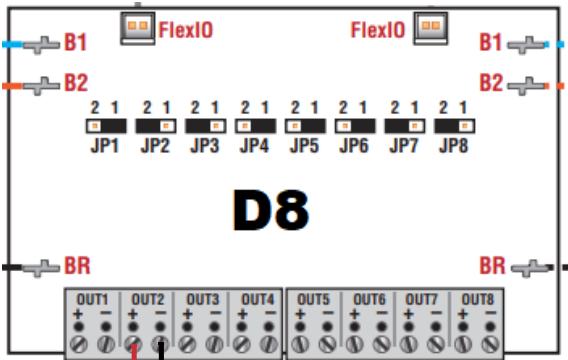 FlexIO FlexIO
B1 B1
B2 B2
2 1 2 1 2 1 2 1 2 1 2 1 2 1 2 1
JP1 JP2 JP3 JP4 JP5 JP6 JP7 JP8
D8
BR BR
OUT1 OUT2 OUT3 OUT4 OUT5 OUT6 OUT7 OUT8
+ − + − + − + − + − + − + − + −